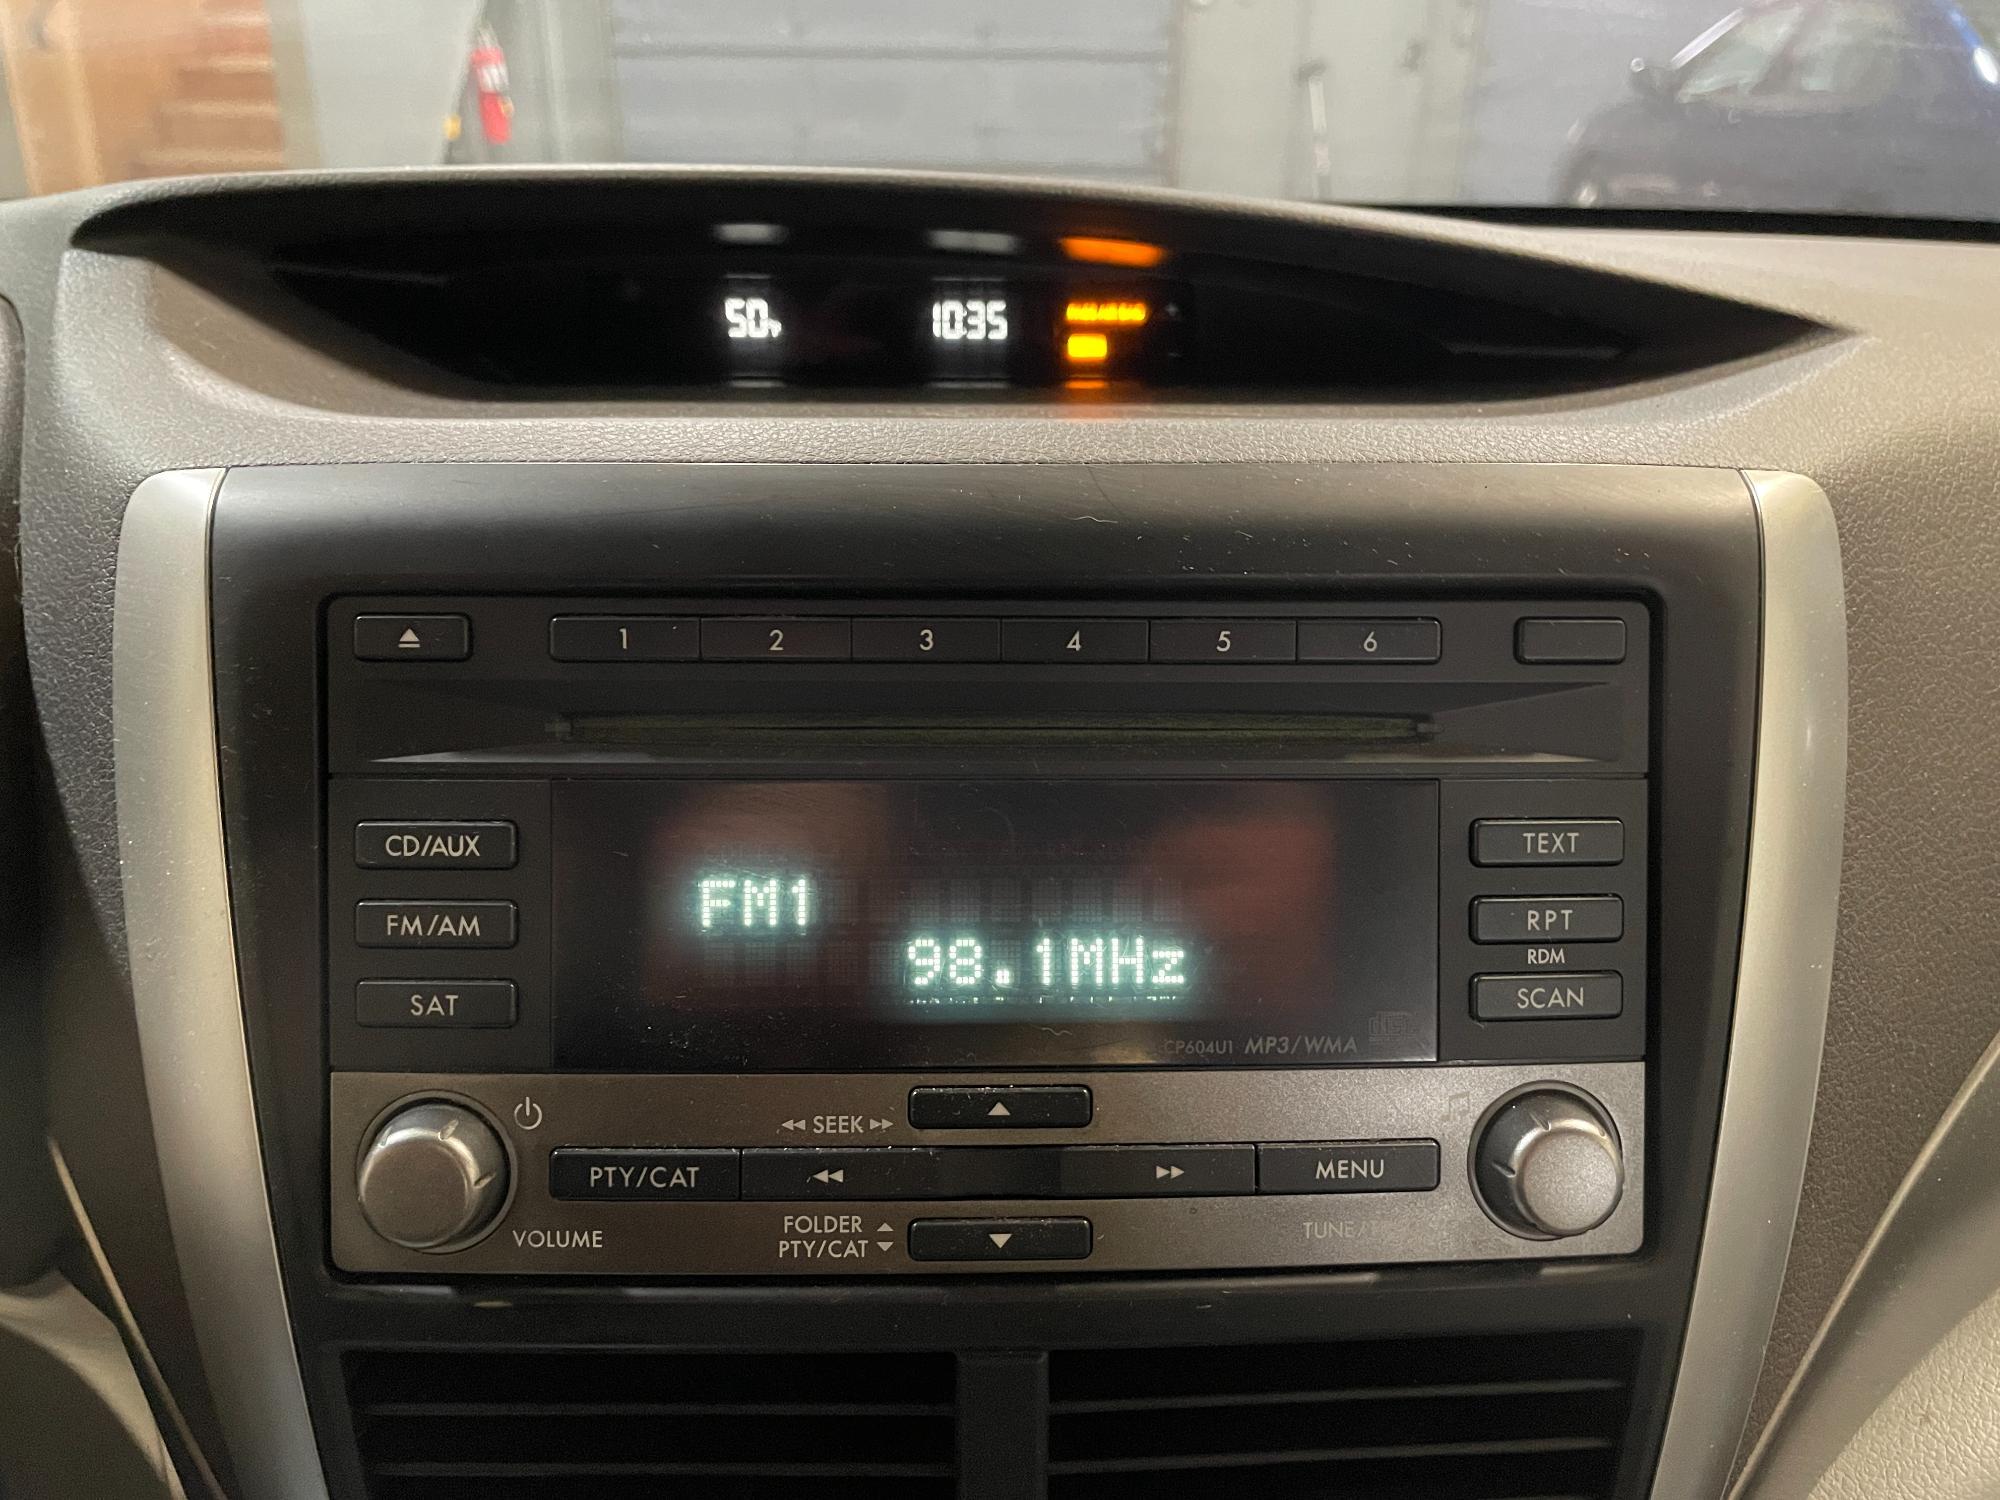 50°F 10:35
1 2 3 4 5 6
CD/AUX
TEXT
FM1
FM/AM
RPT
98.1MHz
RDM
SAT
SCAN
CP604U1 MP3/WMA
SEEK
PTY/CAT
MENU
VOLUME
FOLDER
PTY/CAT
TUNE/